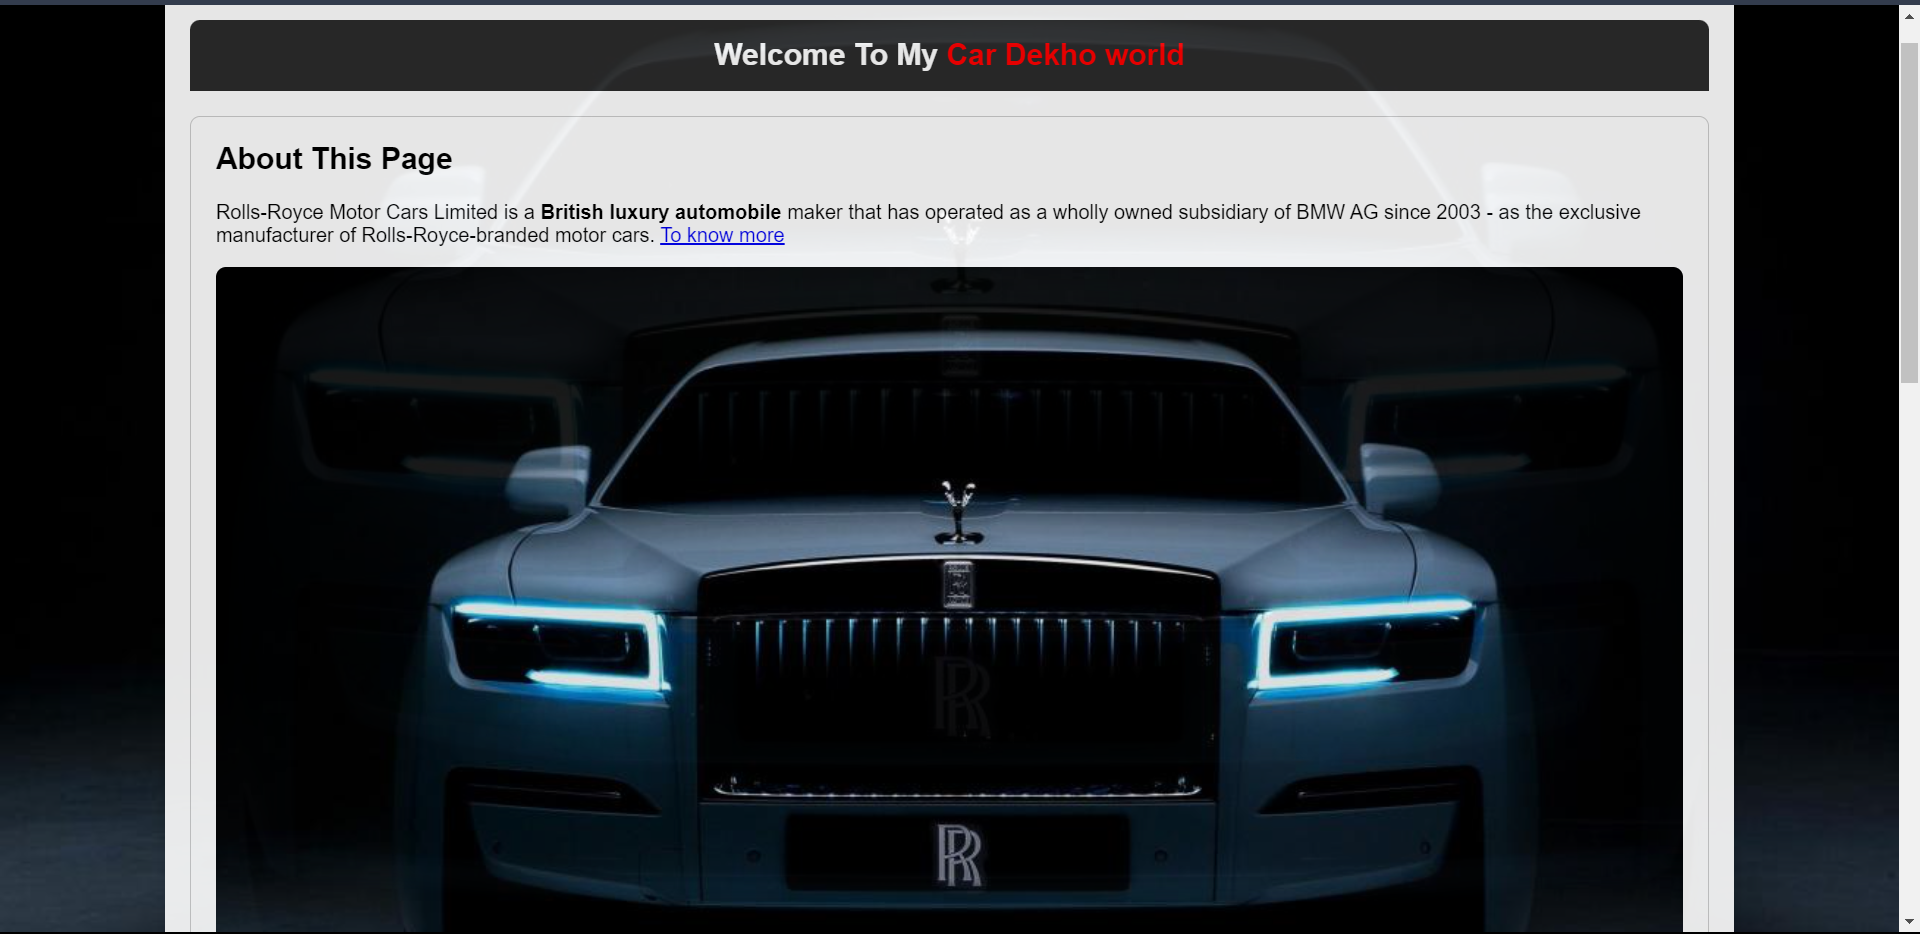 Welcome To My Car Dekho world
About This Page
Rolls-Royce Motor Cars Limited is a British luxury automobile maker that has operated as a wholly owned subsidiary of BMW AG since 2003 - as the exclusive
manufacturer of Rolls-Royce-branded motor cars. To know more
RR
RR